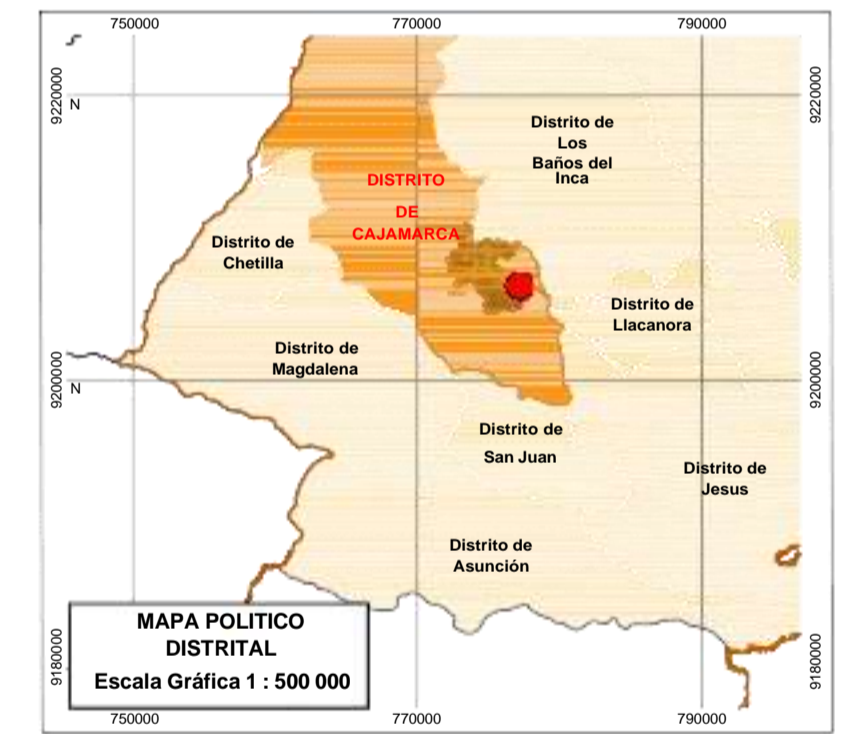 750000
770000
790000
9220000
N
9220000
Distrito de
Los
Baños del
Inca
DISTRITO
DE
CAJAMARCA
Distrito de
Chetilla
Distrito de
Llacanora
Distrito de
Magdalena
9200000
N
9200000
Distrito de
San Juan
Distrito de
Jesus
Distrito de
Asunción
MAPA POLITICO
DISTRITAL
Escala Gráfica 1 : 500 000
9180000
9180000
750000
770000
790000